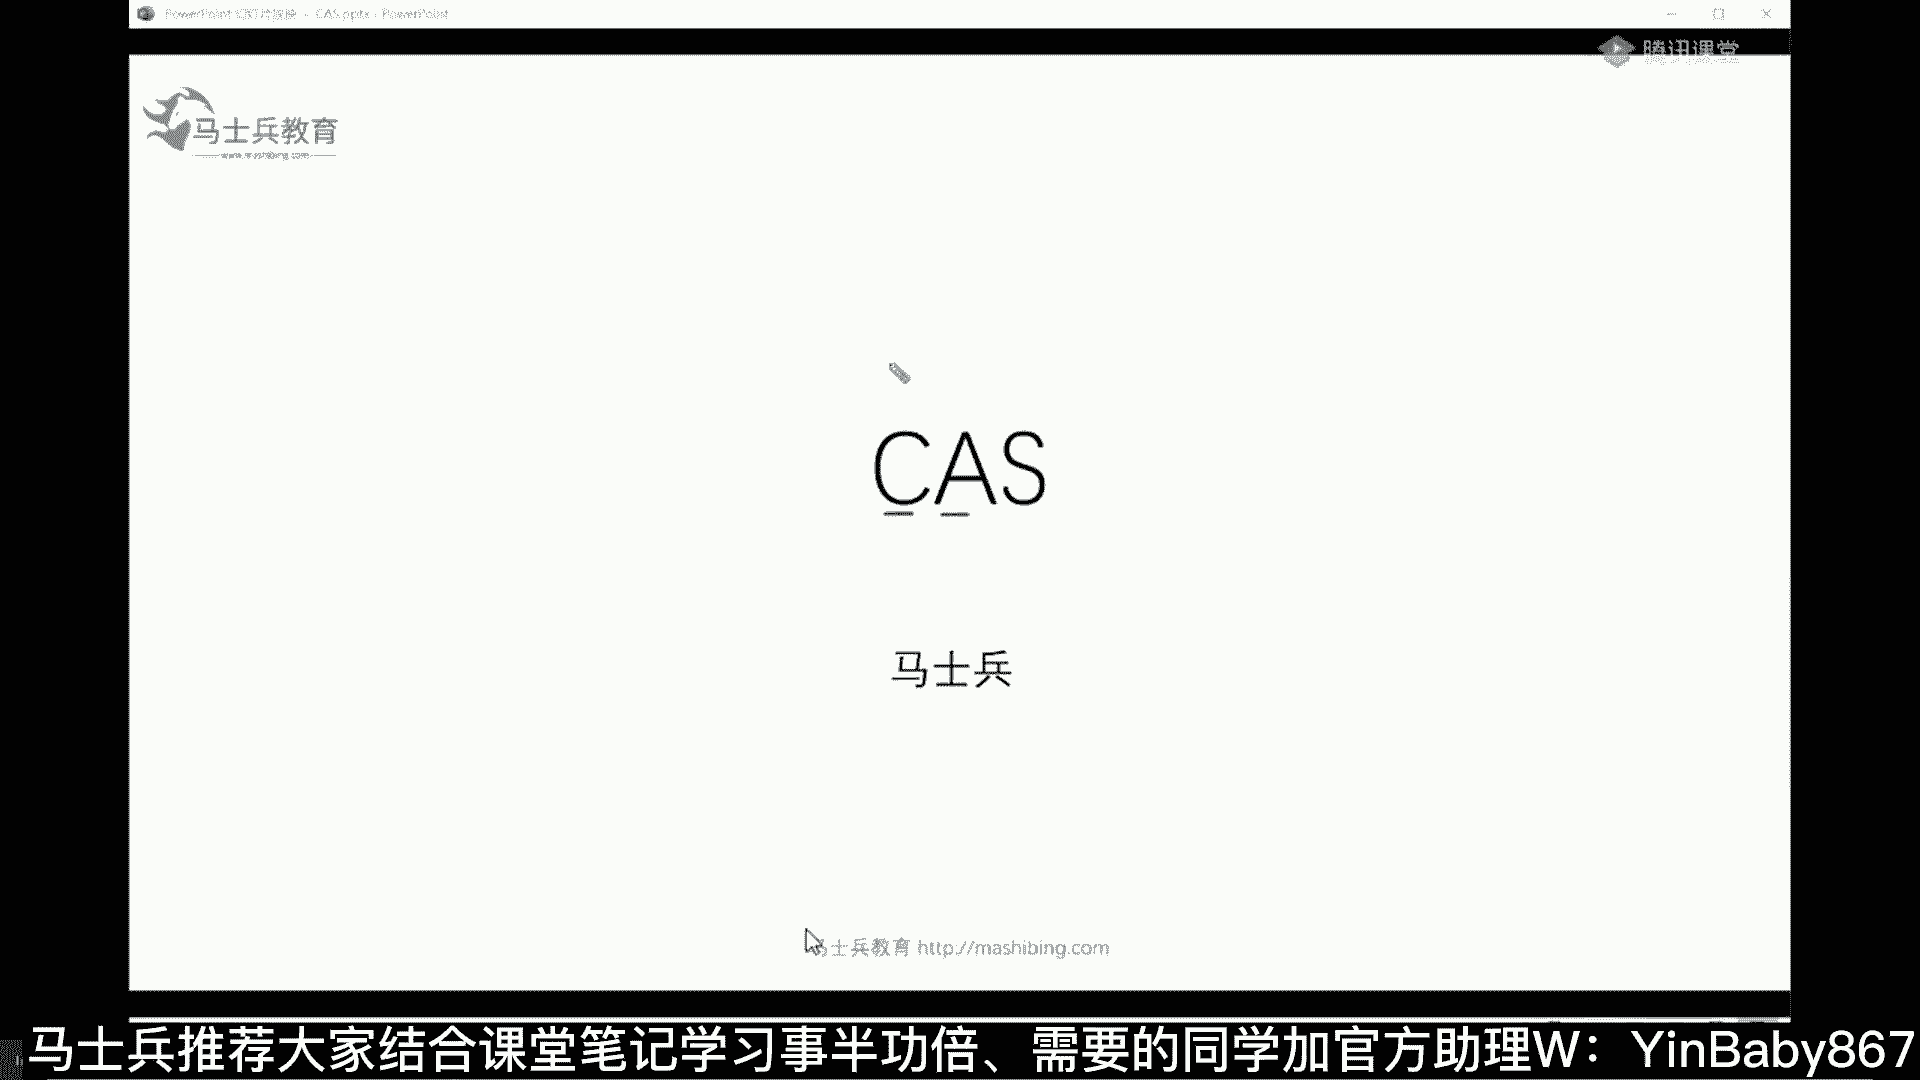 PowerPoint 幻灯片放映 - CAS.pptx - PowerPoint
腾讯课堂
马士兵教育
www.mashibing.com
CAS
马士兵
马士兵教育 http://mashibing.com
马士兵推荐大家结合课堂笔记学习事半功倍、需要的同学加官方助理W：YinBaby867